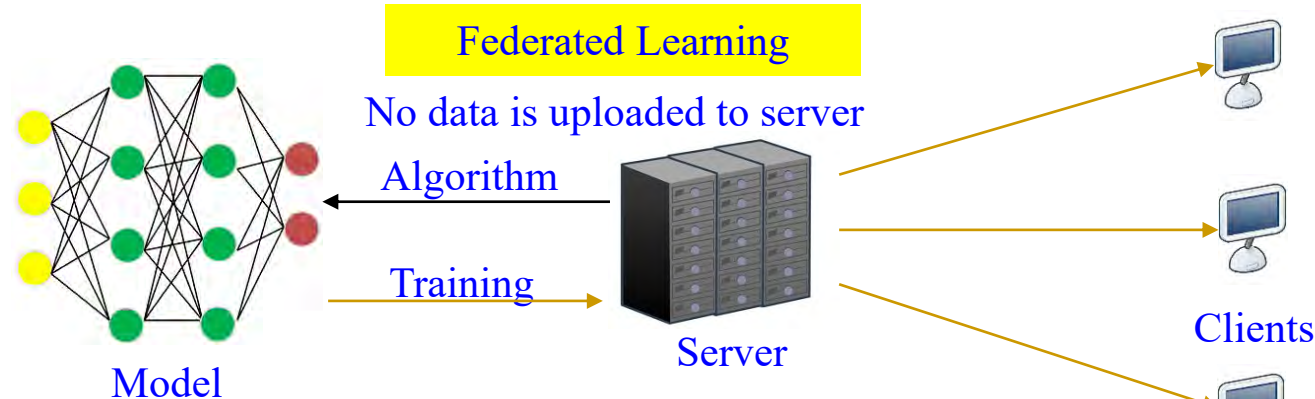 Federated Learning
No data is uploaded to server
Algorithm
Training
Server
Clients
Model